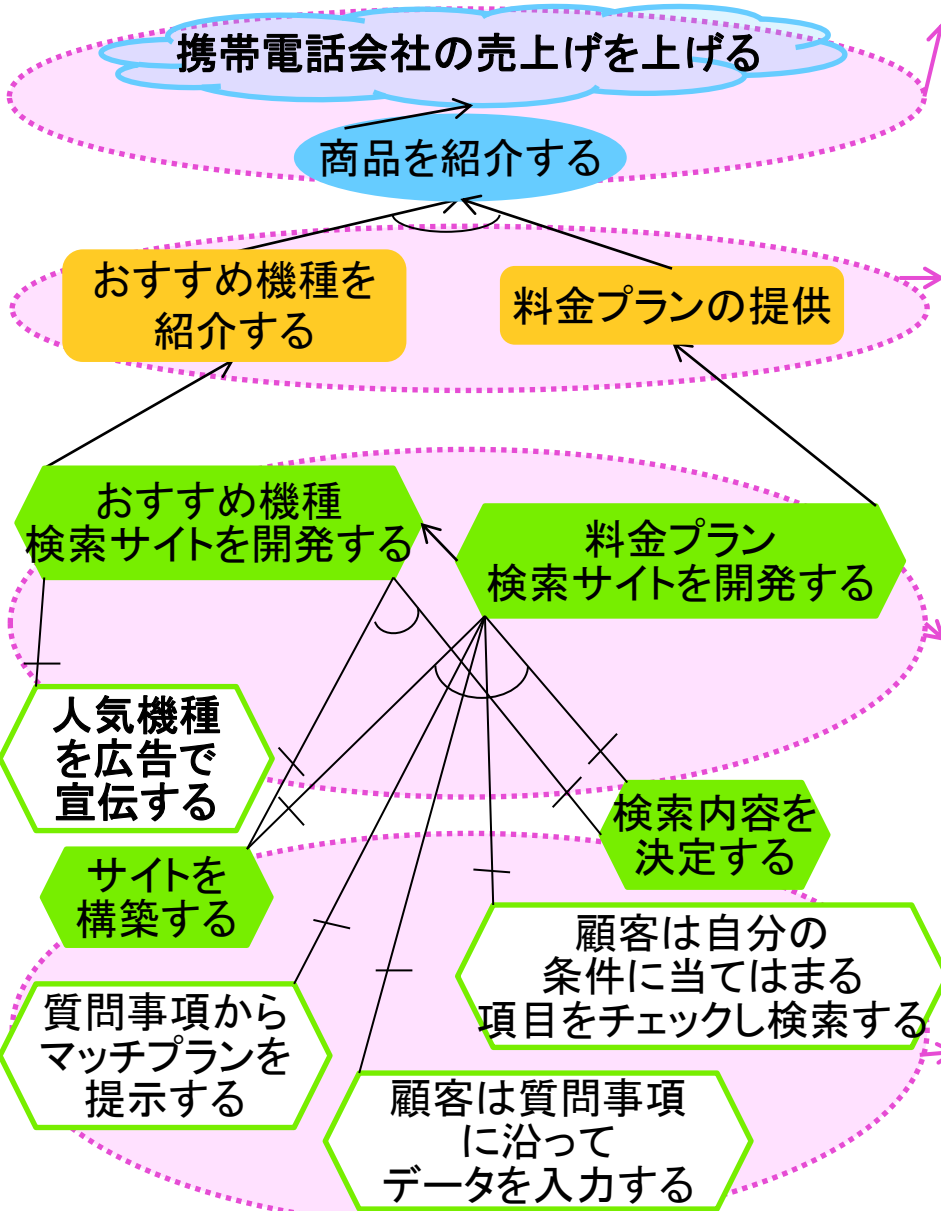 携帯電話会社の売上げを上げる
商品を紹介する
おすすめ機種を
紹介する
料金プランの提供
おすすめ機種
検索サイトを開発する
料金プラン
検索サイトを開発する
人気機種
を広告で
宣伝する
検索内容を
決定する
サイトを
構築する
顧客は自分の
条件に当てはまる
項目をチェックし検索する
質問事項から
マッチプランを
提示する
顧客は質問事項
に沿って
データを入力する